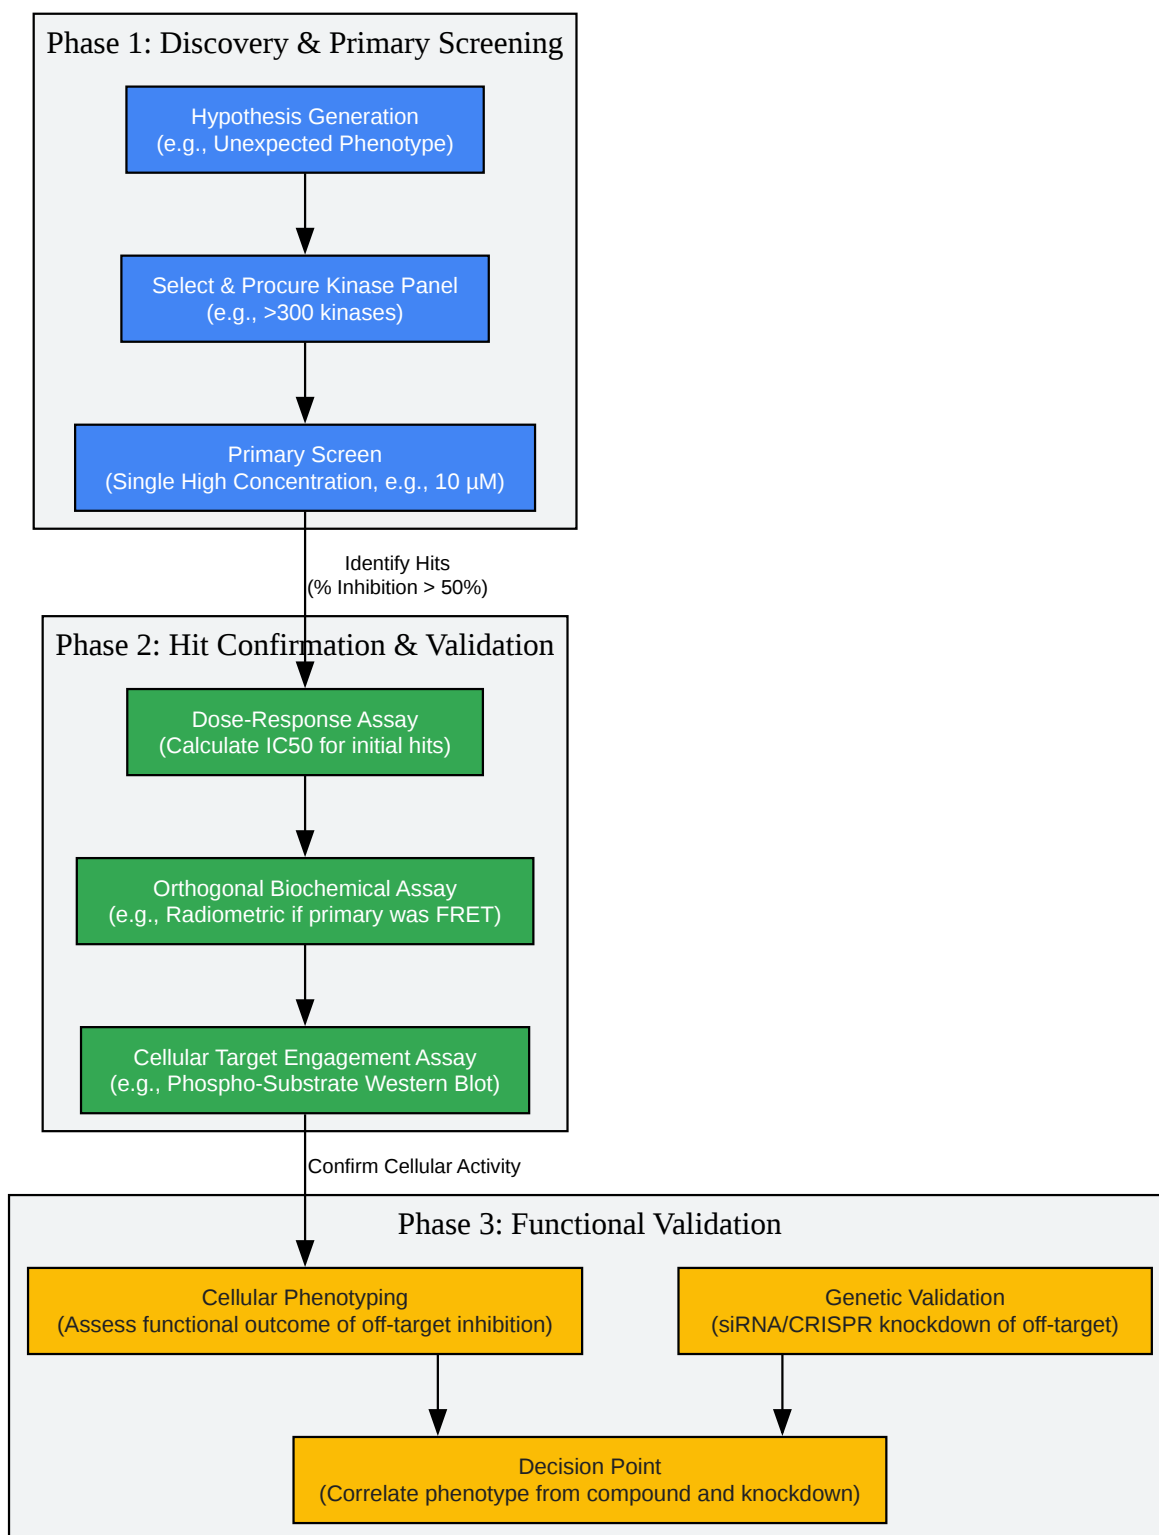 Phase 1: Discovery & Primary Screening
Hypothesis Generation
(e.g., Unexpected Phenotype)
Select & Procure Kinase Panel
(e.g., >300 kinases)
Primary Screen
(Single High Concentration, e.g., 10 µM)
Identify Hits
(% Inhibition > 50%)
Phase 2: Hit Confirmation & Validation
Dose-Response Assay
(Calculate IC50 for initial hits)
Orthogonal Biochemical Assay
(e.g., Radiometric if primary was FRET)
Cellular Target Engagement Assay
(e.g., Phospho-Substrate Western Blot)
Confirm Cellular Activity
Phase 3: Functional Validation
Cellular Phenotyping
(Assess functional outcome of off-target inhibition)
Genetic Validation
(siRNA/CRISPR knockdown of off-target)
Decision Point
(Correlate phenotype from compound and knockdown)